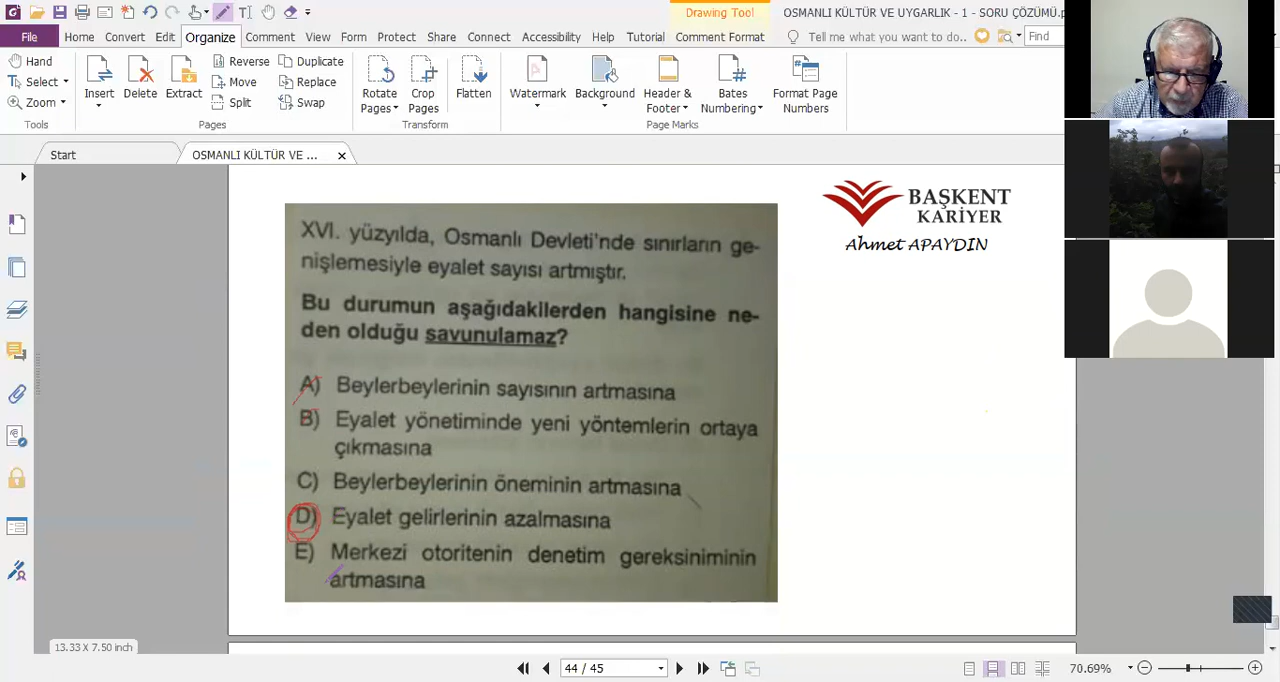 OSMANLI KÜLTÜR VE UYGARLIK - 1 - SORU ÇÖZÜMÜ.p
Drawing Tool
File Home Convert Edit Organize Comment View Form Protect Share Connect Accessibility Help Tutorial Comment Format Tell me what you want to do.. Find
Hand
Select
Zoom
Tools
Insert
Delete
Extract
Reverse
Move
Split
Duplicate
Replace
Swap
Pages
Rotate Pages
Crop Pages
Flatten
Transform
Watermark
Background
Header & Footer
Bates Numbering
Format Page Numbers
Page Marks
Start
OSMANLI KÜLTÜR VE ...
BAŞKENT
KARİYER
Ahmet APAYDIN
XVI. yüzyılda, Osmanlı Devleti'nde sınırların ge-
nişlemesiyle eyalet sayısı artmıştır.
Bu durumun aşağıdakilerden hangisine ne-
den olduğu savunulamaz?
A) Beylerbeylerinin sayısının artmasına
B) Eyalet yönetiminde yeni yöntemlerin ortaya
çıkmasına
C) Beylerbeylerinin öneminin artmasına
D) Eyalet gelirlerinin azalmasına
E) Merkezi otoritenin denetim gereksiniminin
artmasına
13.33 X 7.50 inch
44 / 45
70.69%